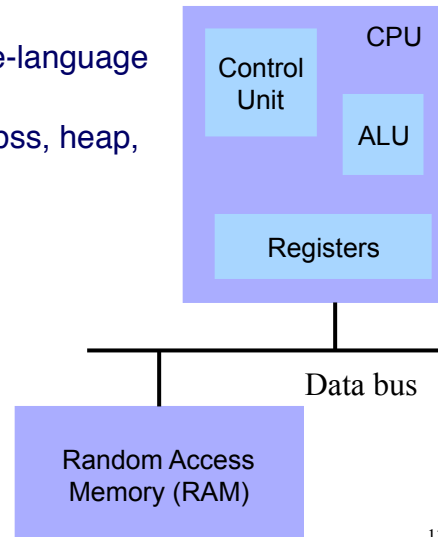 e-language
oss, heap,
CPU
Control
Unit
ALU
Registers
Data bus
Random Access
Memory (RAM)